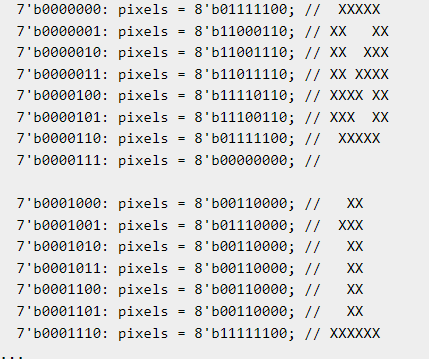 7'b0000000: pixels = 8'b01111100; //  XXXXX
7'b0000001: pixels = 8'b11000110; // XX   XX
7'b0000010: pixels = 8'b11001110; // XX  XXX
7'b0000011: pixels = 8'b11011110; // XX XXXX
7'b0000100: pixels = 8'b11110110; // XXXX XX
7'b0000101: pixels = 8'b11100110; // XXX  XX
7'b0000110: pixels = 8'b01111100; //  XXXXX
7'b0000111: pixels = 8'b00000000; //

7'b0001000: pixels = 8'b00110000; //   XX
7'b0001001: pixels = 8'b01110000; //  XXX
7'b0001010: pixels = 8'b00110000; //   XX
7'b0001011: pixels = 8'b00110000; //   XX
7'b0001100: pixels = 8'b00110000; //   XX
7'b0001101: pixels = 8'b00110000; //   XX
7'b0001110: pixels = 8'b11111100; // XXXXXX
...